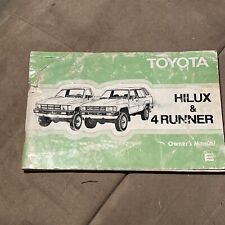 TOYOTA
HILUX
&
4 RUNNER
Owner's Manual
E